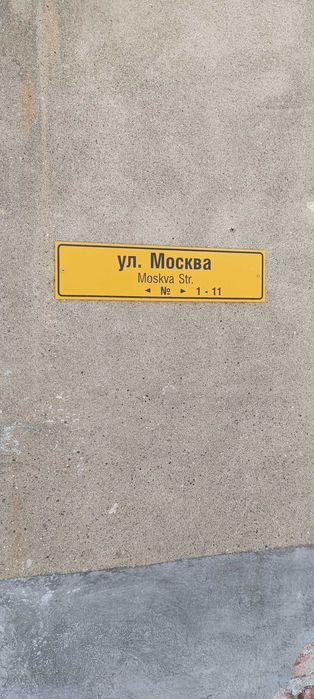 ул. Москва
Moskva Str.
◄ № ► 1 - 11